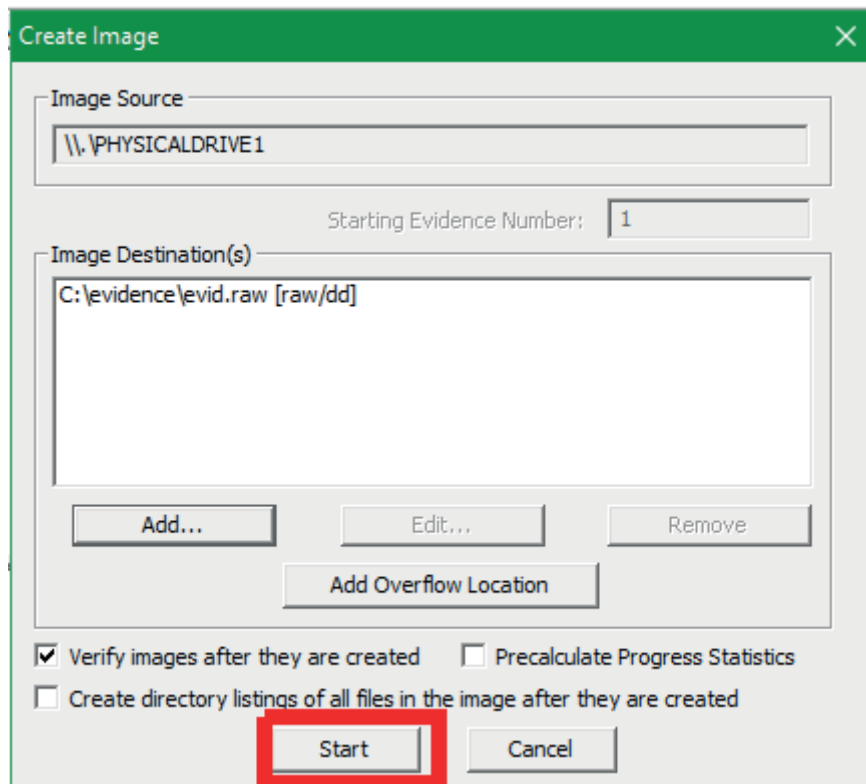 Create Image
Image Source
\\.\PHYSICALDRIVE1
Starting Evidence Number: 1
Image Destination(s)
C:\evidence\evid.raw [raw/dd]
Add... Edit... Remove
Add Overflow Location
Verify images after they are created Precalculate Progress Statistics
Create directory listings of all files in the image after they are created
Start Cancel